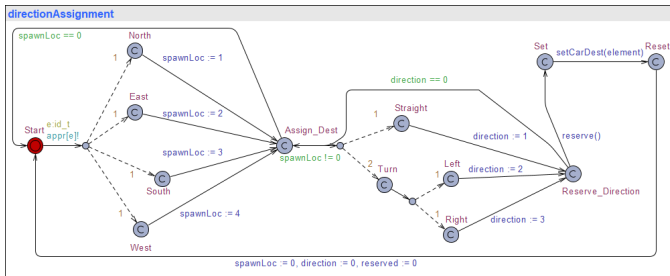 directionAssignment
spawnLoc == 0
North
Set
Reset
setCarDest(element)
1
spawnLoc := 1
direction == 0
East
1
spawnLoc := 2
Straight
1
Start
e:id_t
appr[e]!
Assign_Dest
direction := 1
reserve()
spawnLoc := 3
spawnLoc != 0
2
Turn
Left
1
direction := 2
Reserve_Direction
1
South
1
spawnLoc := 4
West
1
Right
direction := 3
spawnLoc := 0, direction := 0, reserved := 0